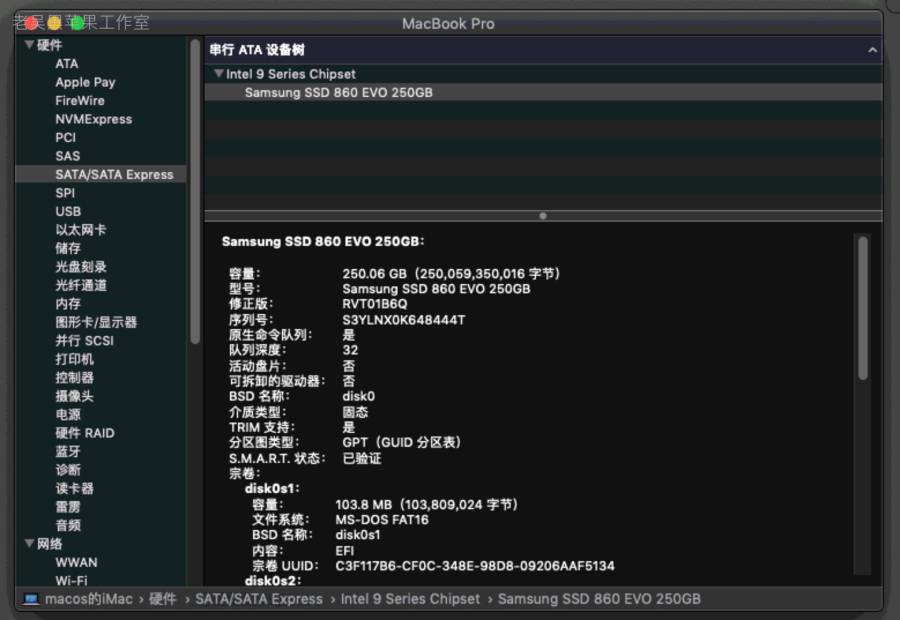 老吴黑苹果工作室
MacBook Pro
硬件
ATA
Apple Pay
FireWire
NVMExpress
PCI
SAS
SATA/SATA Express
SPI
USB
以太网卡
储存
光盘刻录
光纤通道
内存
图形卡/显示器
并行 SCSI
打印机
控制器
摄像头
电源
硬件 RAID
蓝牙
诊断
读卡器
雷雳
音频
网络
WWAN
Wi-Fi
串行 ATA 设备树
Intel 9 Series Chipset
Samsung SSD 860 EVO 250GB
Samsung SSD 860 EVO 250GB:
容量： 250.06 GB（250,059,350,016 字节）
型号： Samsung SSD 860 EVO 250GB
修正版： RVT01B6Q
序列号： S3YLNX0K648444T
原生命令队列： 是
队列深度： 32
活动盘片： 否
可拆卸的驱动器： 否
BSD 名称： disk0
介质类型： 固态
TRIM 支持： 是
分区图类型： GPT（GUID 分区表）
S.M.A.R.T. 状态： 已验证
宗卷：
disk0s1:
容量： 103.8 MB（103,809,024 字节）
文件系统： MS-DOS FAT16
BSD 名称： disk0s1
内容： EFI
宗卷 UUID： C3F117B6-CF0C-348E-98D8-09206AAF5134
disk0s2:
macos的iMac › 硬件 › SATA/SATA Express › Intel 9 Series Chipset › Samsung SSD 860 EVO 250GB